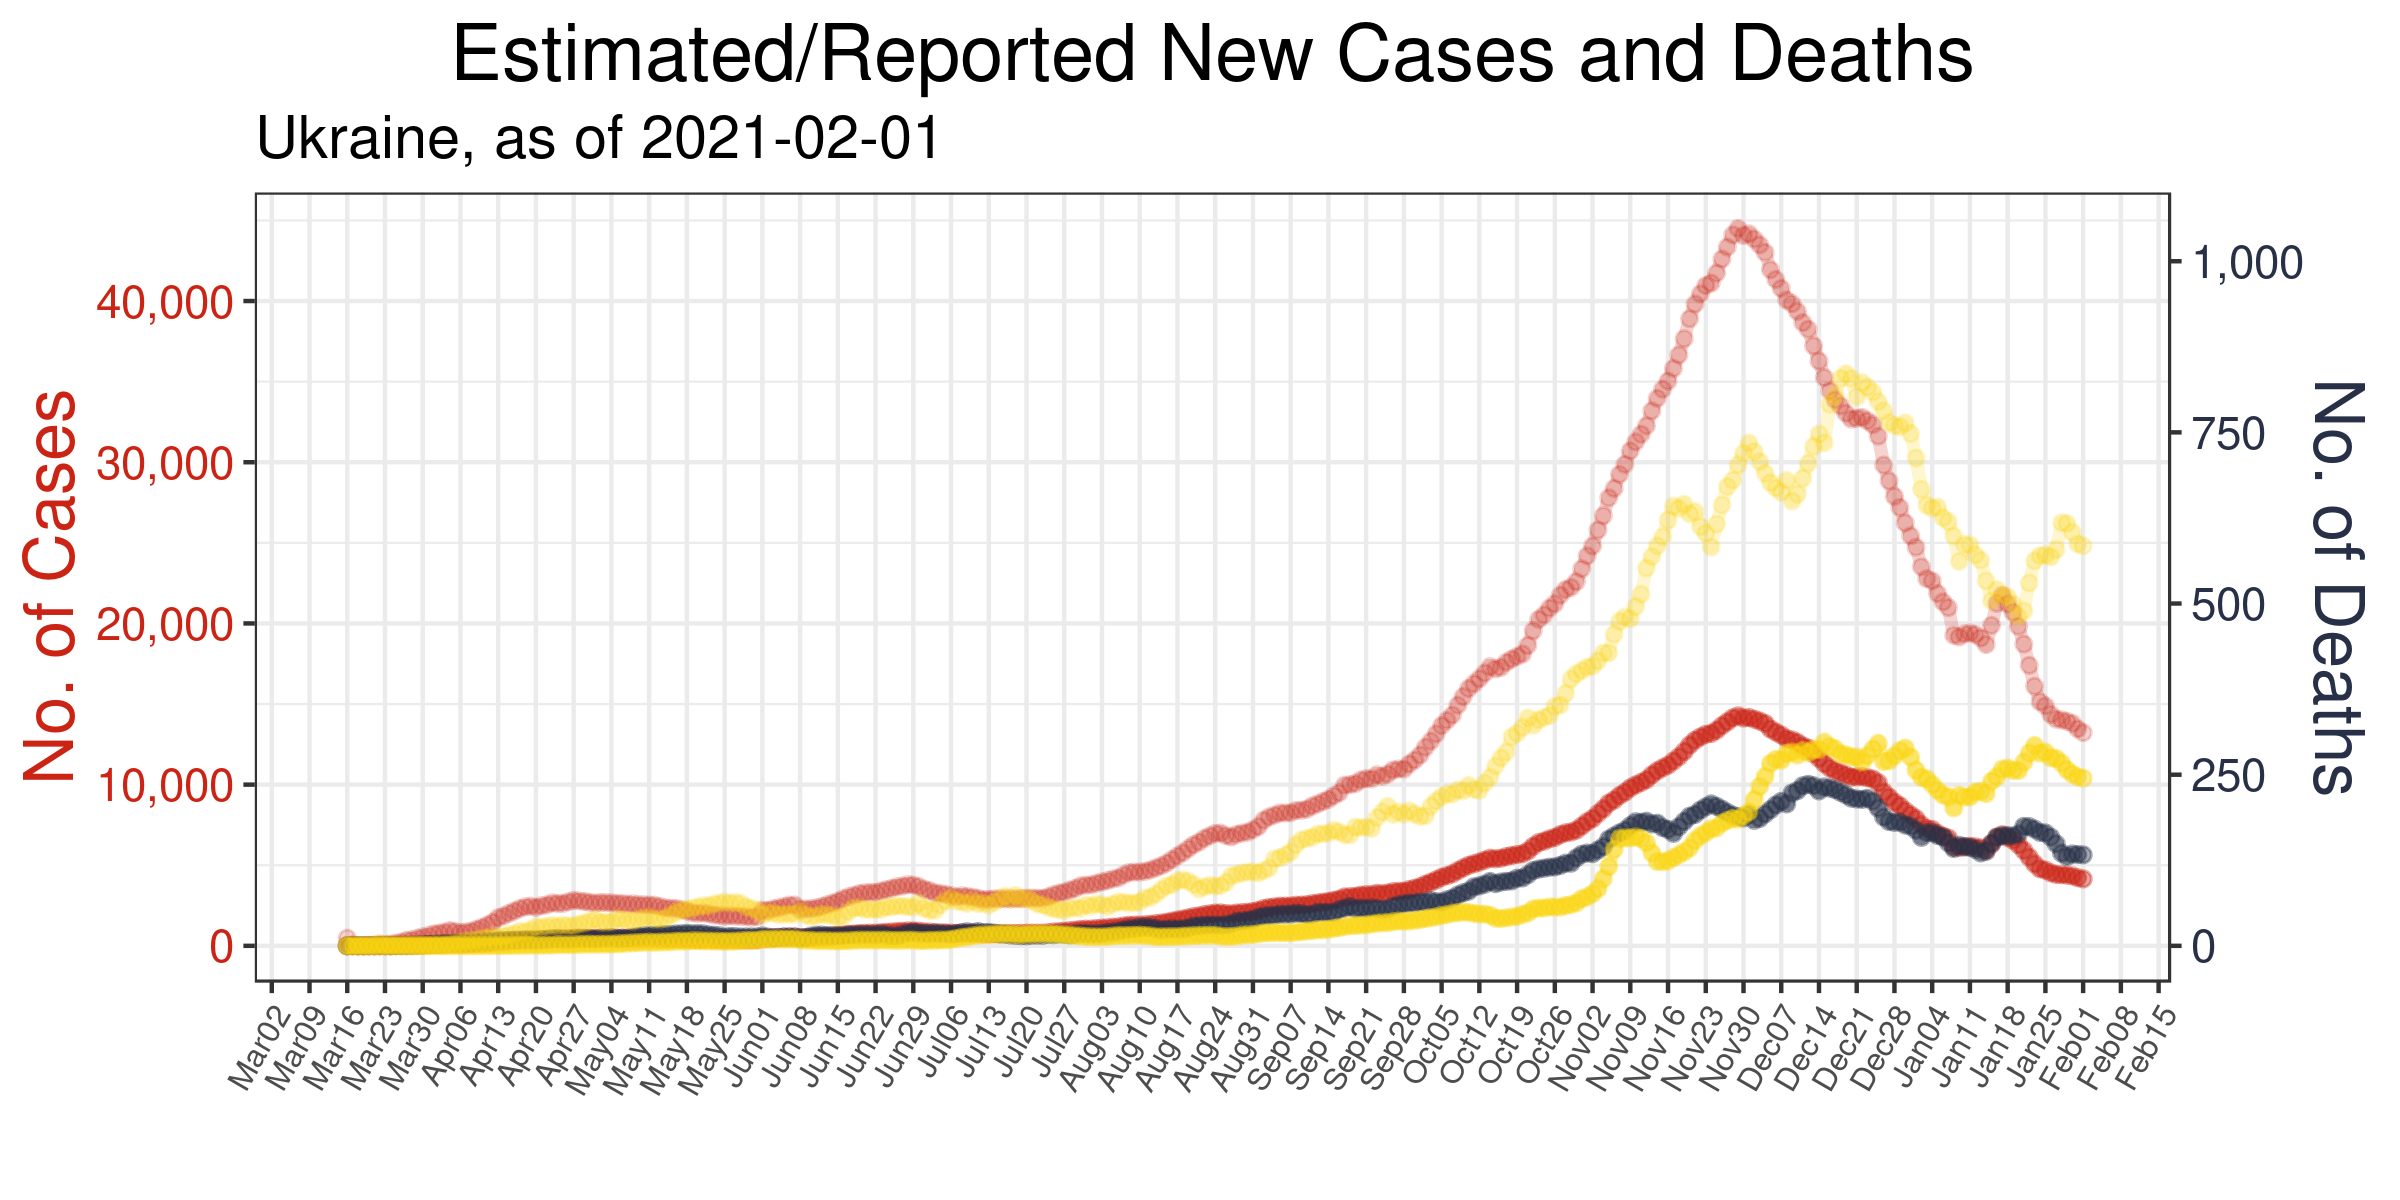 Estimated/Reported New Cases and Deaths
Ukraine, as of 2021-02-01
No. of Cases
40,000
30,000
20,000
10,000
0
1,000
750
500
250
0
No. of Deaths
Mar02
Mar09
Mar16
Mar23
Mar30
Apr06
Apr13
Apr20
Apr27
May04
May11
May18
May25
Jun01
Jun08
Jun15
Jun22
Jun29
Jul06
Jul13
Jul20
Jul27
Aug03
Aug10
Aug17
Aug24
Aug31
Sep07
Sep14
Sep21
Sep28
Oct05
Oct12
Oct19
Oct26
Nov02
Nov09
Nov16
Nov23
Nov30
Dec07
Dec14
Dec21
Dec28
Jan04
Jan11
Jan18
Jan25
Feb01
Feb08
Feb15